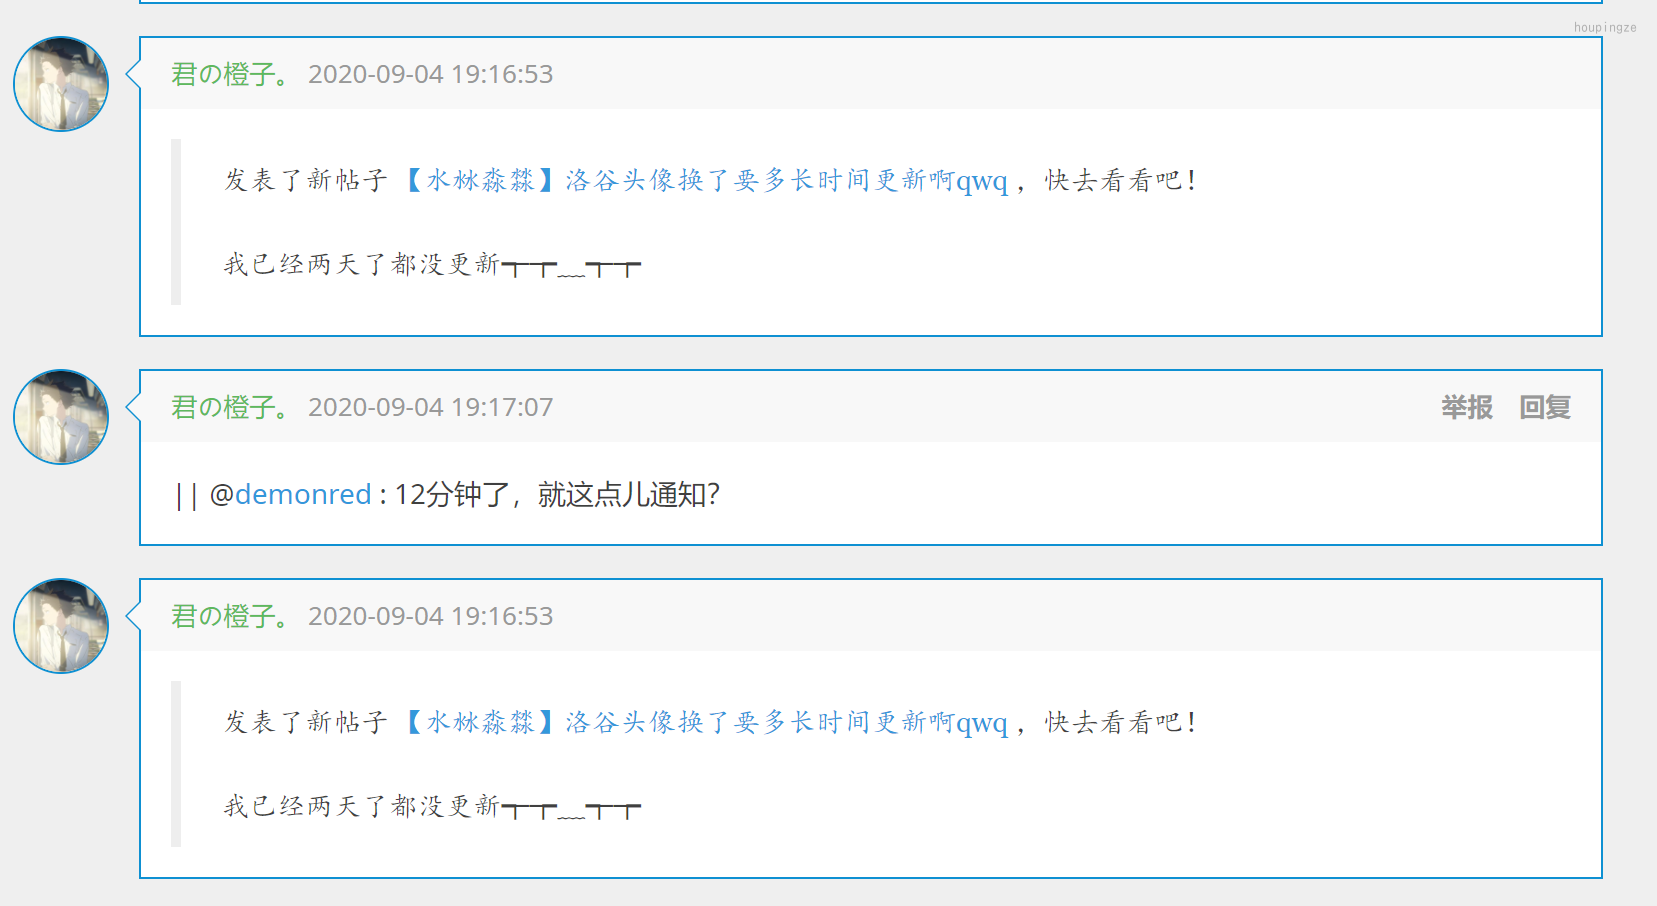 houpingze
君の橙子。 2020-09-04 19:16:53
发表了新帖子 【水沝淼㵘】洛谷头像换了要多长时间更新啊qwq ，快去看看吧！
我已经两天了都没更新┭┮﹏┭┮
君の橙子。 2020-09-04 19:17:07 举报 回复
|| @demonred : 12分钟了，就这点儿通知？
君の橙子。 2020-09-04 19:16:53
发表了新帖子 【水沝淼㵘】洛谷头像换了要多长时间更新啊qwq ，快去看看吧！
我已经两天了都没更新┭┮﹏┭┮